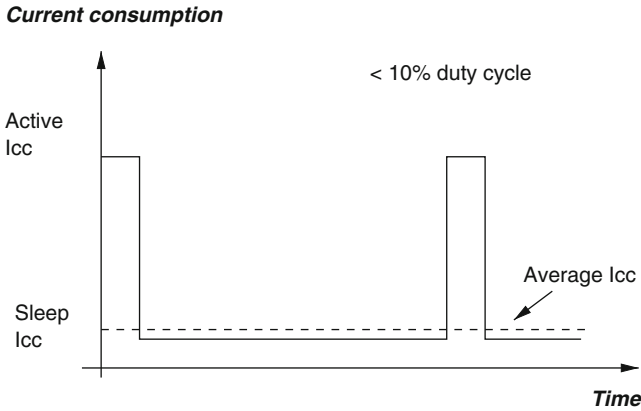 Current consumption
< 10% duty cycle
Active
Icc
Average Icc
Sleep
Icc
Time